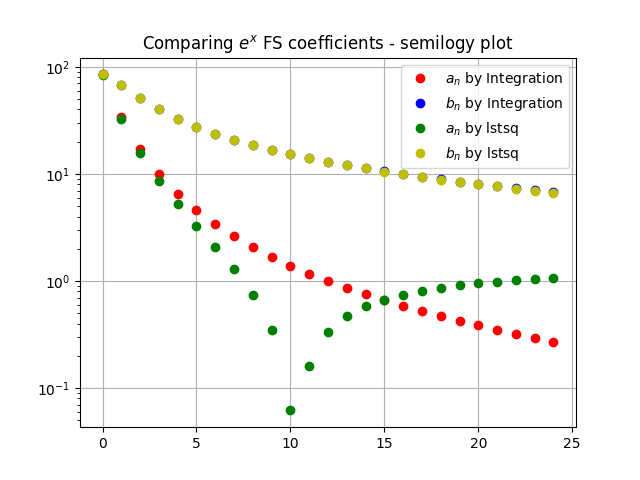 Comparing $e^x$ FS coefficients - semilogy plot
$a_n$ by Integration
$b_n$ by Integration
$a_n$ by lstsq
$b_n$ by lstsq
$10^2$
$10^1$
$10^0$
$10^{-1}$
0 5 10 15 20 25